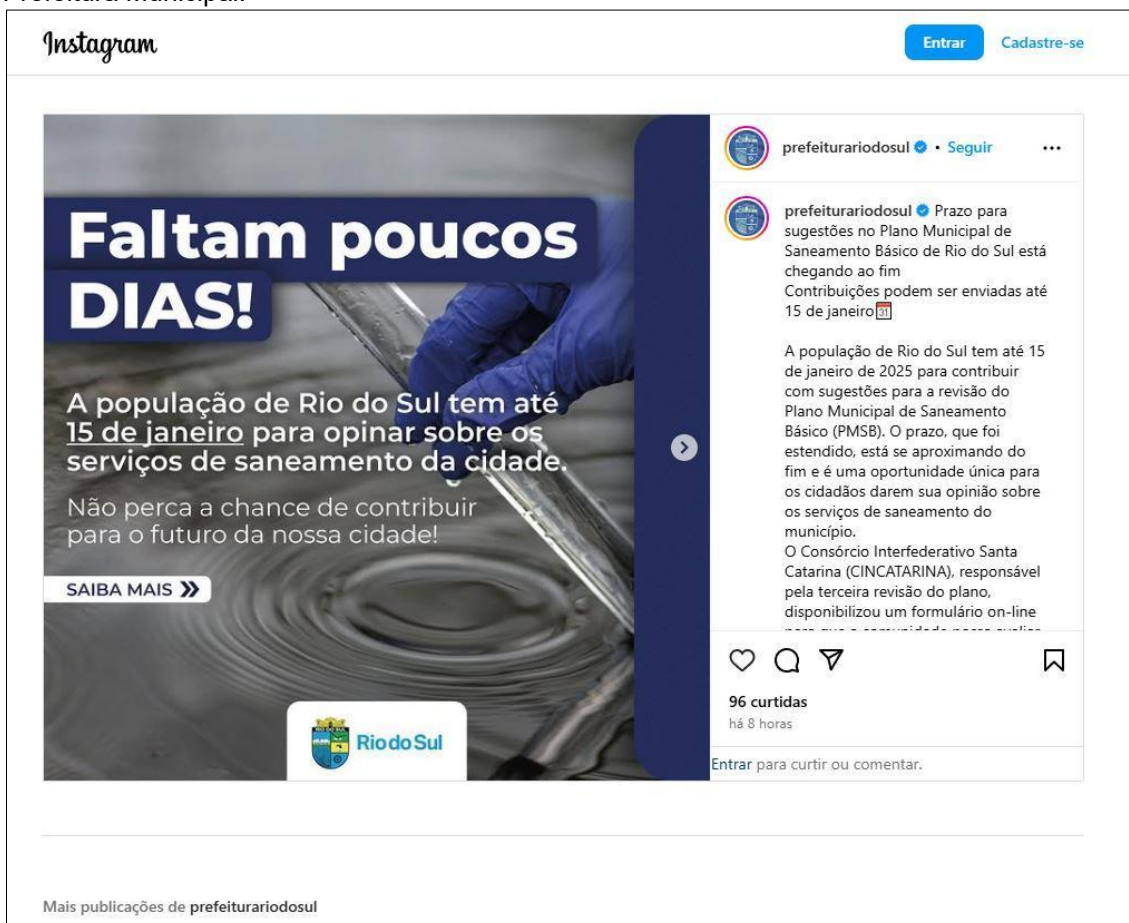 Prefeitura Municipal.
Instagram
Entrar
Cadastre-se
Faltam poucos
DIAS!
A população de Rio do Sul tem até
15 de janeiro para opinar sobre os
serviços de saneamento da cidade.
Não perca a chance de contribuir
para o futuro da nossa cidade!
SAIBA MAIS
Rio do Sul
prefeiturariodosul • Seguir
prefeiturariodosul Prazo para
sugestões no Plano Municipal de
Saneamento Básico de Rio do Sul está
chegando ao fim
Contribuições podem ser enviadas até
15 de janeiro
A população de Rio do Sul tem até 15
de janeiro de 2025 para contribuir
com sugestões para a revisão do
Plano Municipal de Saneamento
Básico (PMSB). O prazo, que foi
estendido, está se aproximando do
fim e é uma oportunidade única para
os cidadãos darem sua opinião sobre
os serviços de saneamento do
município.
O Consórcio Interfederativo Santa
Catarina (CINCATARINA), responsável
pela terceira revisão do plano,
disponibilizou um formulário on-line
96 curtidas
há 8 horas
Entrar para curtir ou comentar.
Mais publicações de prefeiturariodosul